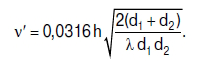 ν′ = 0,0316 h √(2(d₁ + d₂) / λ d₁ d₂).